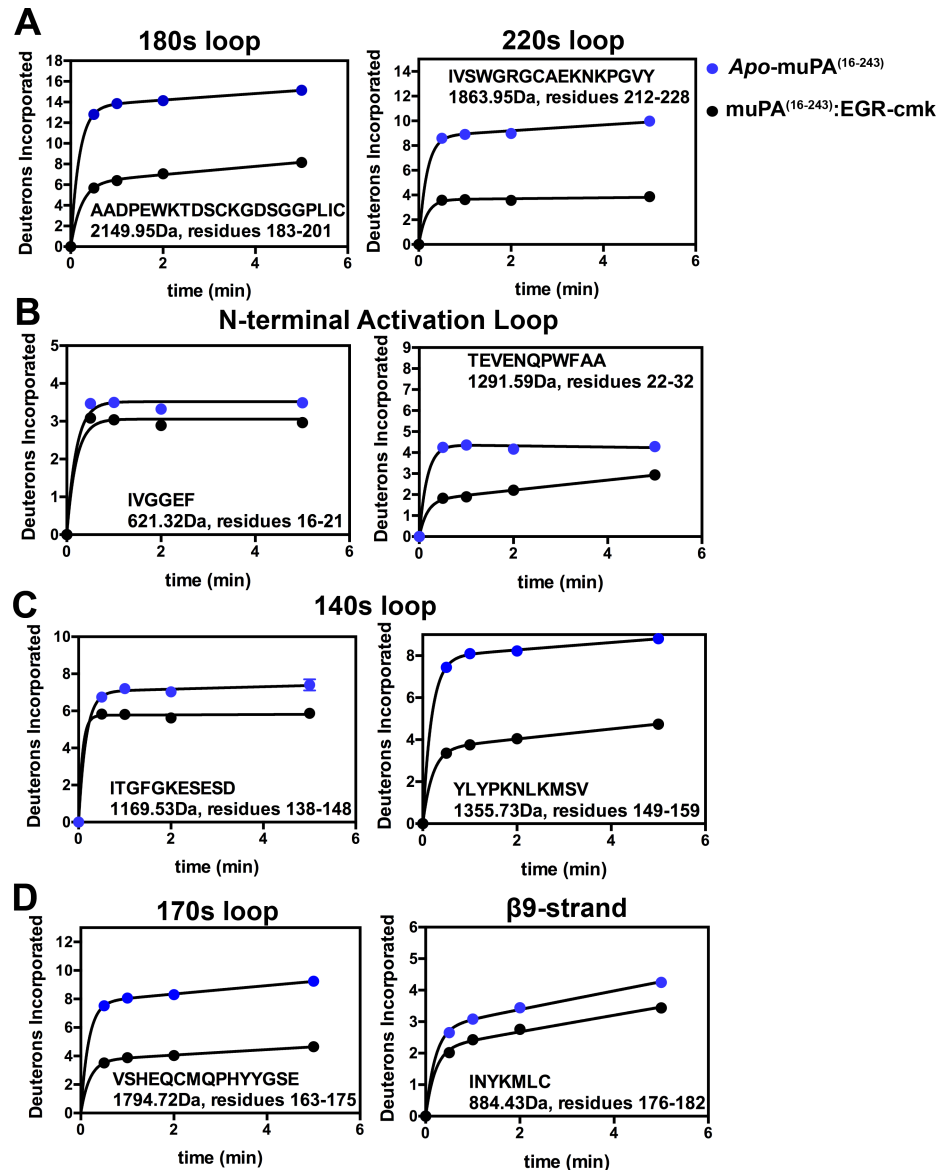 A
180s loop
220s loop
Apo-muPA(16-243)
muPA(16-243):EGR-cmk
Deuterons Incorporated
18
16
14
12
10
8
6
4
2
0
AADPEWKTDSCKGDSGGPLIC
2149.95Da, residues 183-201
0
2
4
6
time (min)
Deuterons Incorporated
14
12
10
8
6
4
2
0
IVSWGRGCAEKNKPGVY
1863.95Da, residues 212-228
0
2
4
6
time (min)
B
N-terminal Activation Loop
Deuterons Incorporated
5
4
3
2
1
0
IVGGEF
621.32Da, residues 16-21
0
2
4
6
time (min)
Deuterons Incorporated
9
8
7
6
5
4
3
2
1
0
TEVENQPWFAA
1291.59Da, residues 22-32
0
2
4
6
time (min)
C
140s loop
Deuterons Incorporated
10
8
6
4
2
0
ITGFGKESESD
1169.53Da, residues 138-148
0
2
4
6
time (min)
Deuterons Incorporated
8
6
4
2
0
YLYPKNLKMSV
1355.73Da, residues 149-159
0
2
4
6
time (min)
D
170s loop
β9-strand
Deuterons Incorporated
12
10
8
6
4
2
0
VSHEQCMQPHYYGSE
1794.72Da, residues 163-175
0
2
4
6
time (min)
Deuterons Incorporated
6
5
4
3
2
1
0
INYKMLC
884.43Da, residues 176-182
0
2
4
6
time (min)